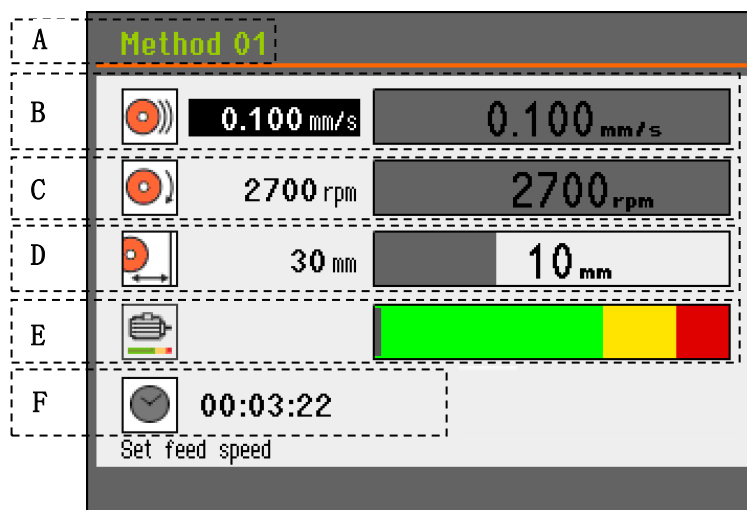 A Method 01
B 0.100 mm/s 0.100 mm/s
C 2700 rpm 2700 rpm
D 30 mm 10 mm
E
F 00:03:22
Set feed speed